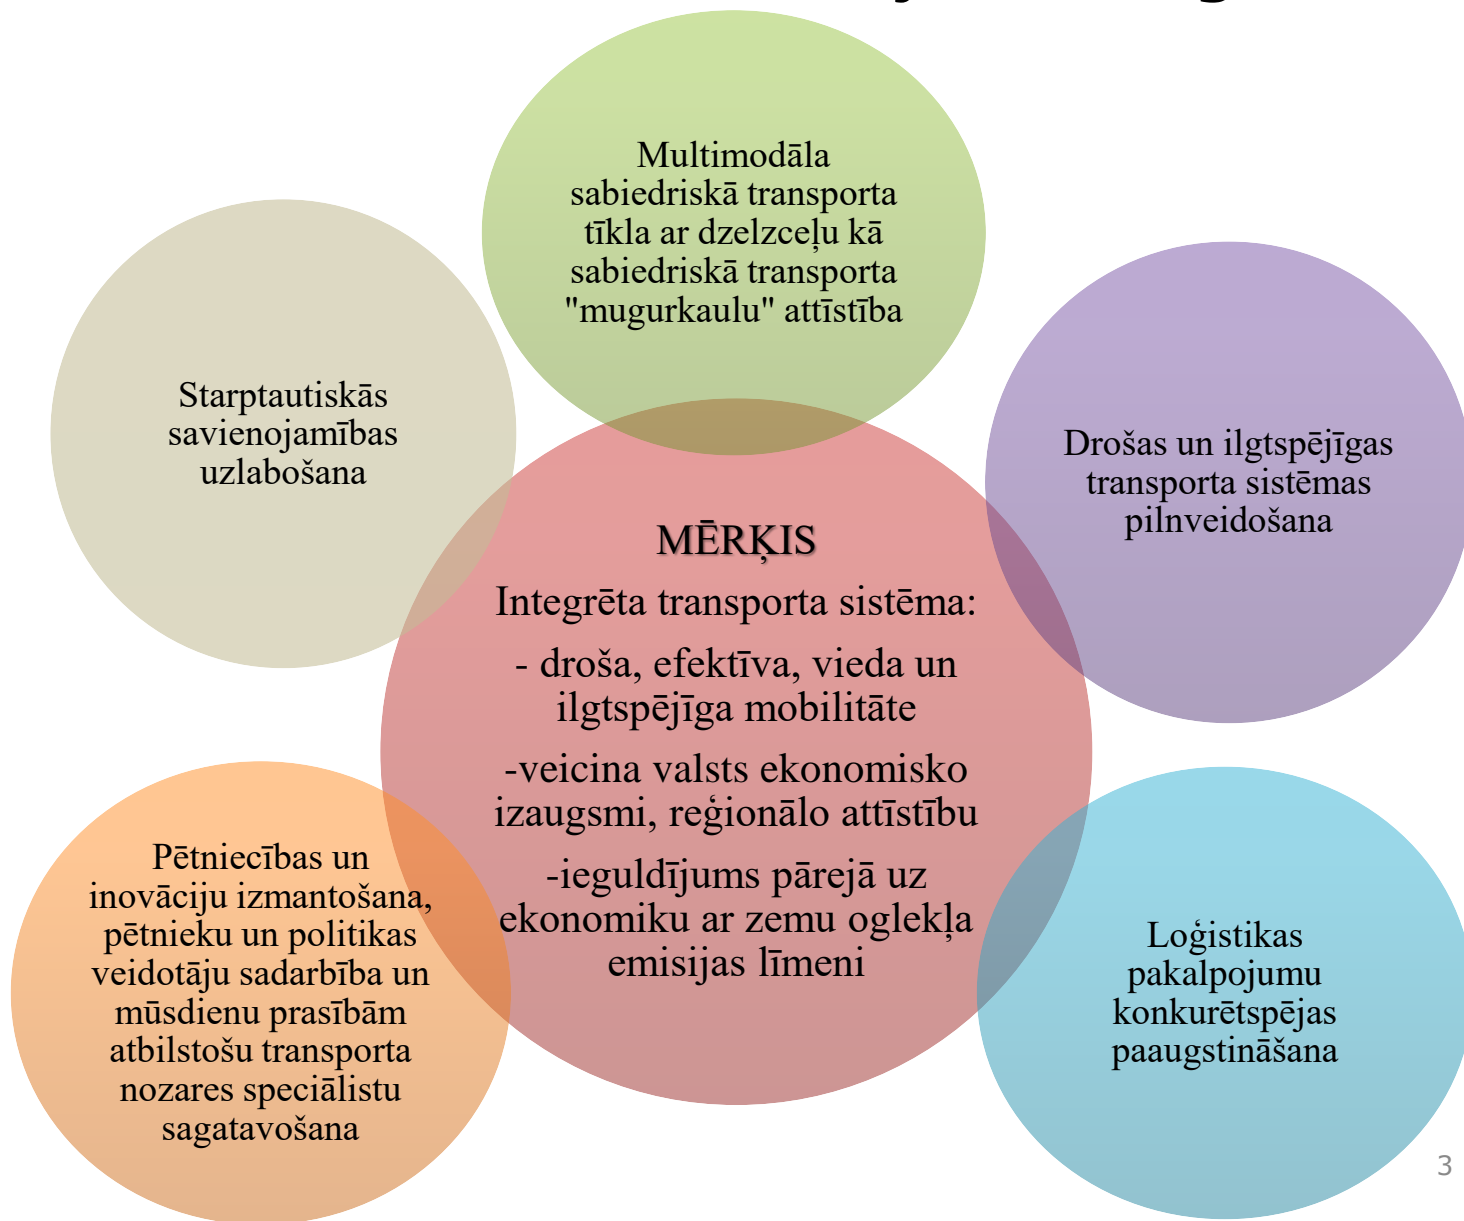 Multimodāla
sabiedriskā transporta
tīkla ar dzelzceļu kā
sabiedriskā transporta
"mugurkaulu" attīstība
Starptautiskās
savienojamības
uzlabošana
Drošas un ilgtspējīgas
transporta sistēmas
pilnveidošana
MĒRĶIS
Integrēta transporta sistēma:
- droša, efektīva, vieda un
ilgtspējīga mobilitāte
-veicina valsts ekonomisko
izaugsmi, reģionālo attīstību
-ieguldījums pārejā uz
ekonomiku ar zemu oglekļa
emisijas līmeni
Pētniecības un
inovāciju izmantošana,
pētnieku un politikas
veidotāju sadarbība un
mūsdienu prasībām
atbilstošu transporta
nozares speciālistu
sagatavošana
Loģistikas
pakalpojumu
konkurētspējas
paaugstināšana
3